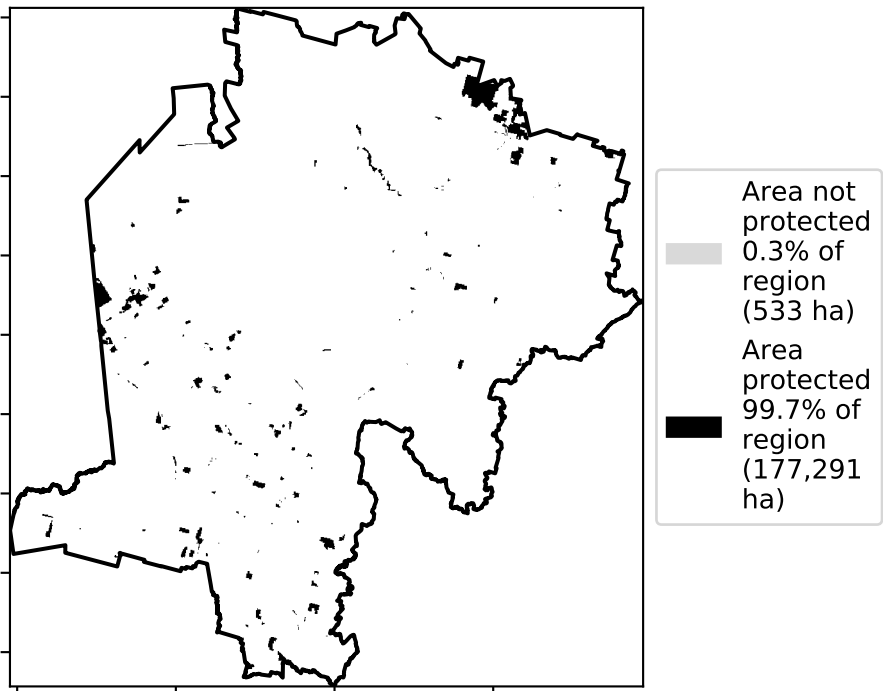 Area not
protected
0.3% of
region
(533 ha)
Area
protected
99.7% of
region
(177,291
ha)